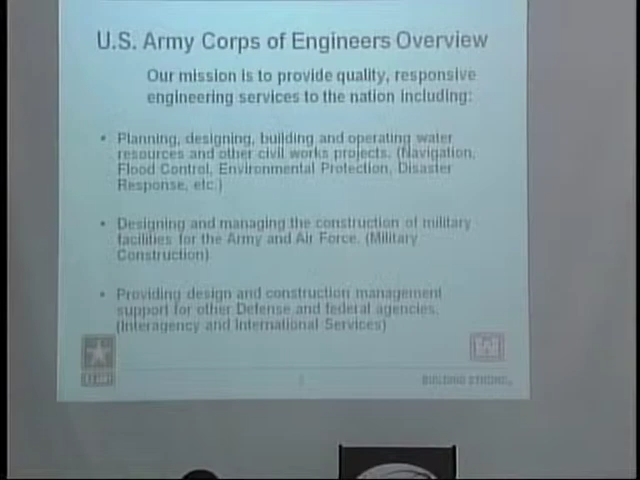 U.S. Army Corps of Engineers Overview
Our mission is to provide quality, responsive
engineering services to the nation including:
• Planning, designing, building and operating water
resources and other civil works projects. (Navigation,
Flood Control, Environmental Protection, Disaster
Response, etc.)
• Designing and managing the construction of military
facilities for the Army and Air Force. (Military
Construction)
• Providing design and construction management
support for other Defense and federal agencies.
(Interagency and International Services)
BUILDING STRONG